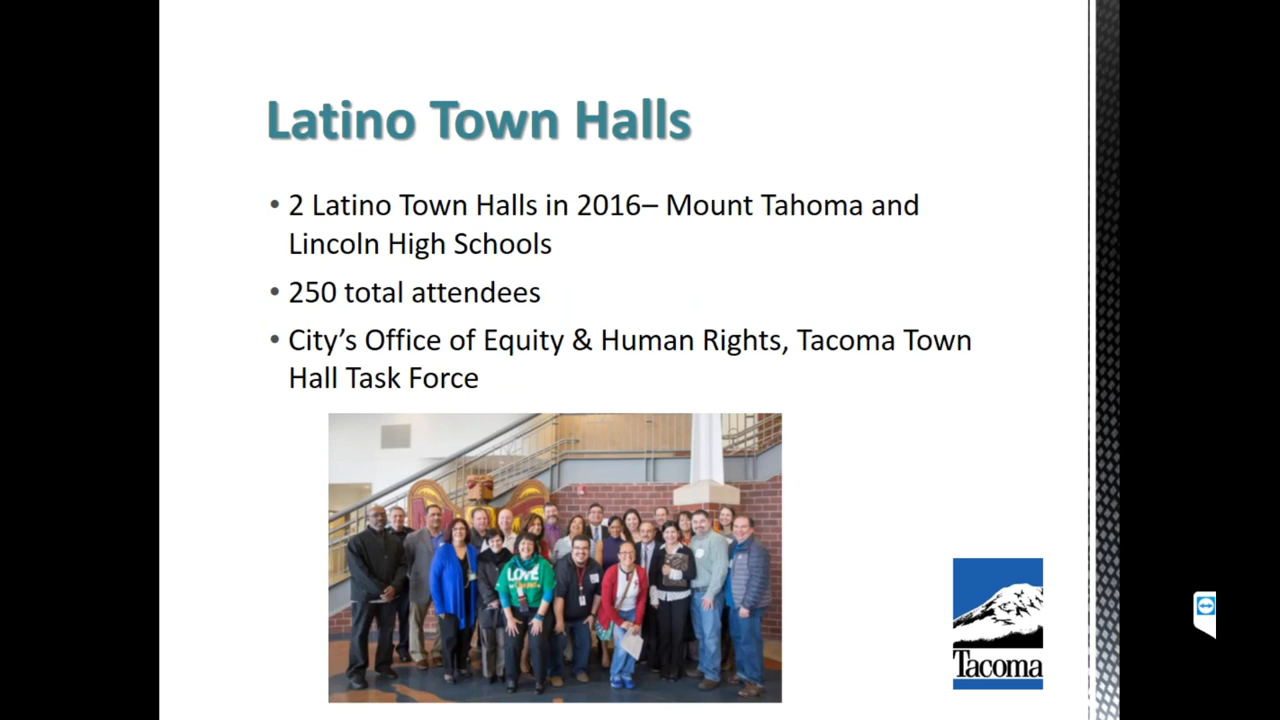 Latino Town Halls
• 2 Latino Town Halls in 2016– Mount Tahoma and
Lincoln High Schools
• 250 total attendees
• City's Office of Equity & Human Rights, Tacoma Town
Hall Task Force
LOVE
Tacoma